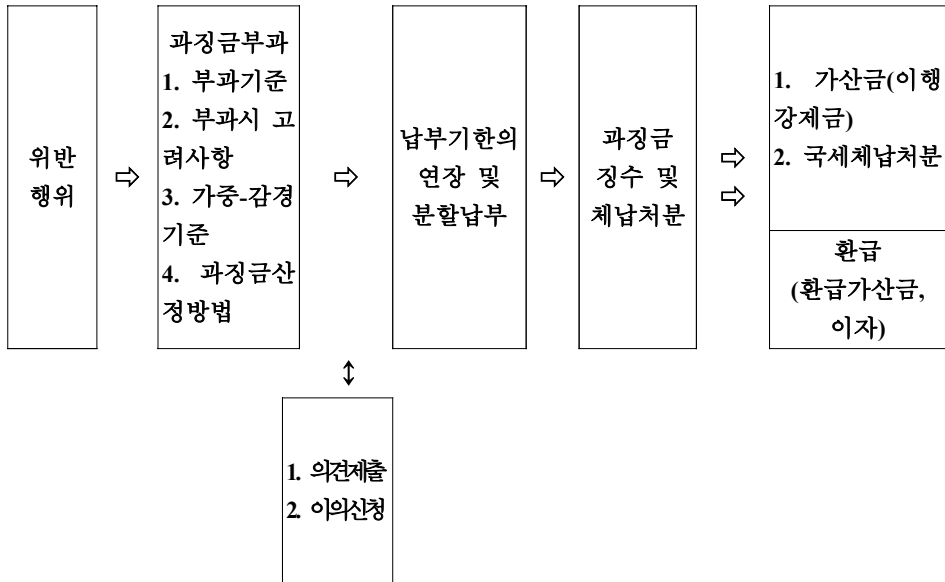 위반
행위
⇨
과징금부과
1. 부과기준
2. 부과시 고
려사항
3. 가중-감경
기준
4. 과징금산
정방법
⇨
납부기한의
연장 및
분할납부
⇨
과징금
징수 및
체납처분
⇨
⇨
1. 가산금(이행
강제금)
2. 국세체납처분
환급
(환급가산금,
이자)
↕
1. 의견제출
2. 이의신청